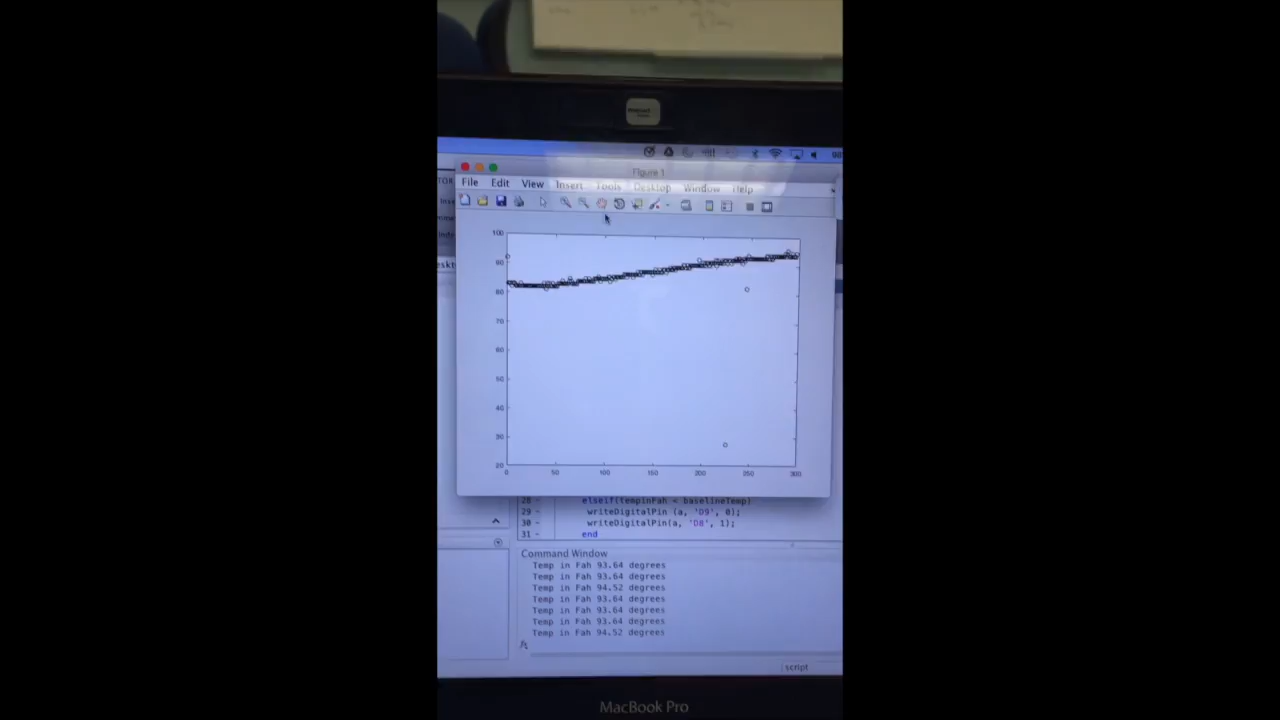 98
Figure 1
File Edit View Insert Tools Desktop Window Help
100
90
80
70
60
50
40
30
20
0 50 100 150 200 250 300
28 - elseif(tempinFah < baselineTemp)
29 - writeDigitalPin (a, 'D9', 0);
30 - writeDigitalPin(a, 'D8', 1);
31 - end
Command Window
Temp in Fah 93.64 degrees
Temp in Fah 93.64 degrees
Temp in Fah 94.52 degrees
Temp in Fah 93.64 degrees
Temp in Fah 93.64 degrees
Temp in Fah 93.64 degrees
Temp in Fah 94.52 degrees
fx
script
MacBook Pro